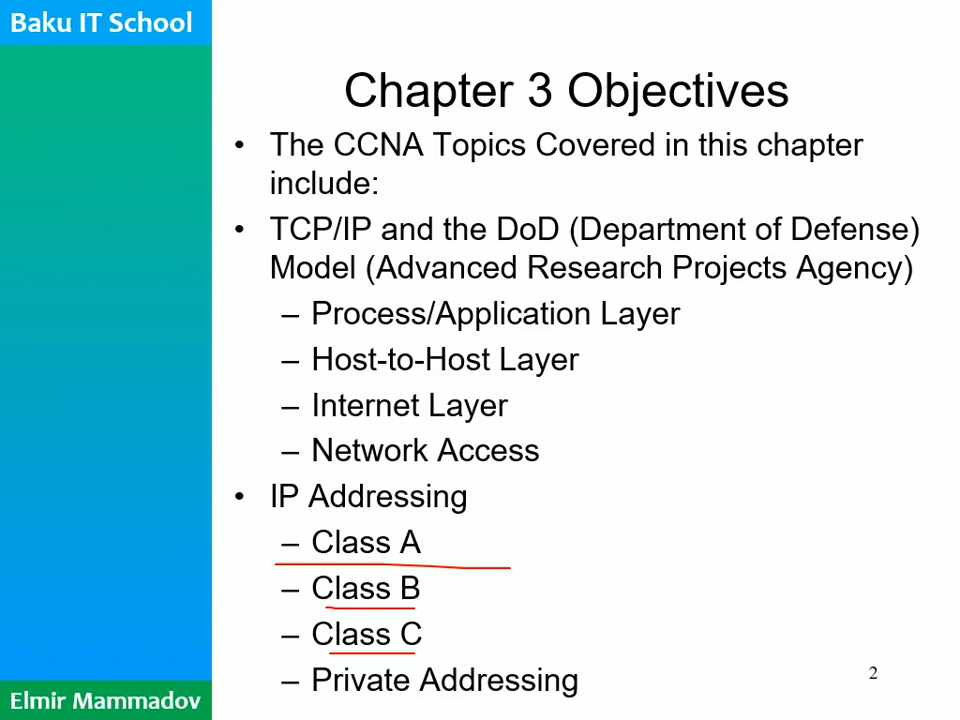 Baku IT School
Chapter 3 Objectives
• The CCNA Topics Covered in this chapter
include:
• TCP/IP and the DoD (Department of Defense)
Model (Advanced Research Projects Agency)
– Process/Application Layer
– Host-to-Host Layer
– Internet Layer
– Network Access
• IP Addressing
– Class A
– Class B
– Class C
– Private Addressing
2
Elmir Mammadov